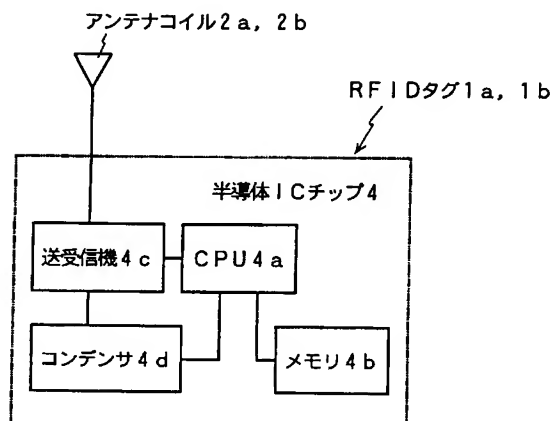 アンテナコイル2a, 2b
RFIDタグ1a, 1b
半導体ICチップ4
送受信機4c
CPU4a
コンデンサ4d
メモリ4b